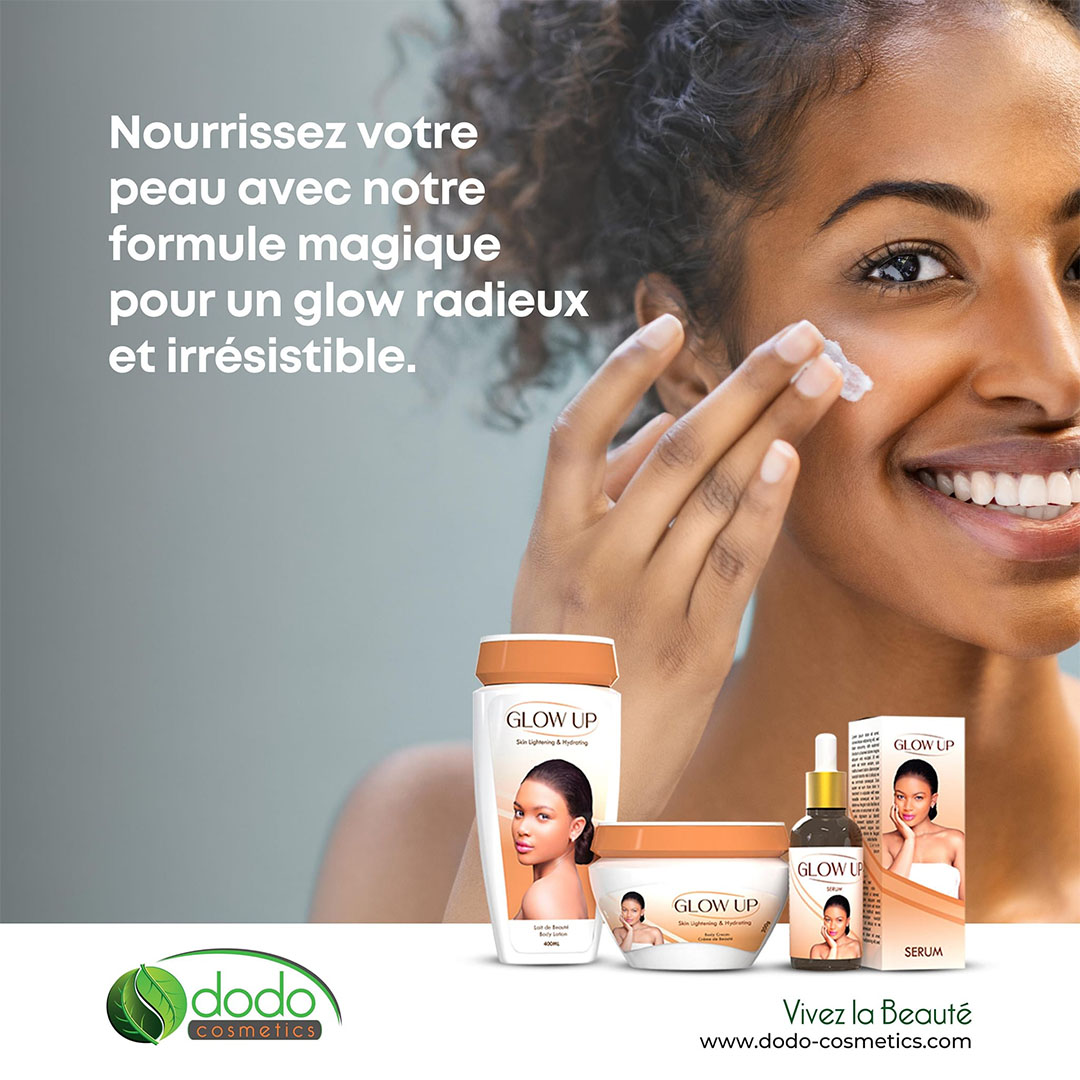 Nourrissez votre
peau avec notre
formule magique
pour un glow radieux
et irrésistible.
GLOW UP
Skin Lightening & Hydrating
Lait de Beauté
Body Lotion
400ML
GLOW UP
Skin Lightening & Hydrating
Body Cream
Crème de Beauté
GLOW UP
SERUM
GLOW UP
SERUM
dodo
cosmetics
Vivez la Beauté
www.dodo-cosmetics.com